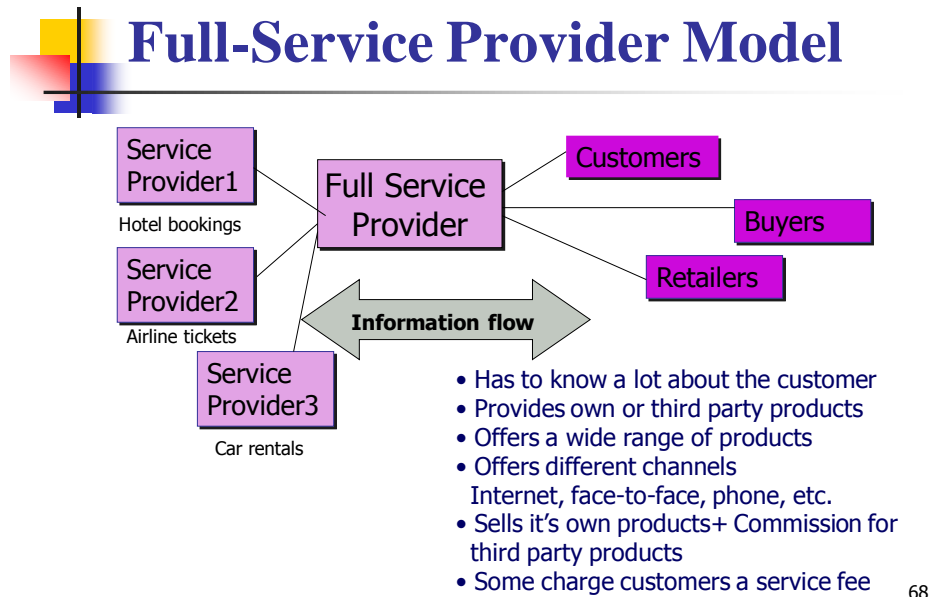 Full-Service Provider Model
Service
Provider1
Hotel bookings
Service
Provider2
Airline tickets
Service
Provider3
Car rentals
Full Service
Provider
Customers
Buyers
Retailers
Information flow
• Has to know a lot about the customer
• Provides own or third party products
• Offers a wide range of products
• Offers different channels
Internet, face-to-face, phone, etc.
• Sells it's own products+ Commission for
third party products
• Some charge customers a service fee
68